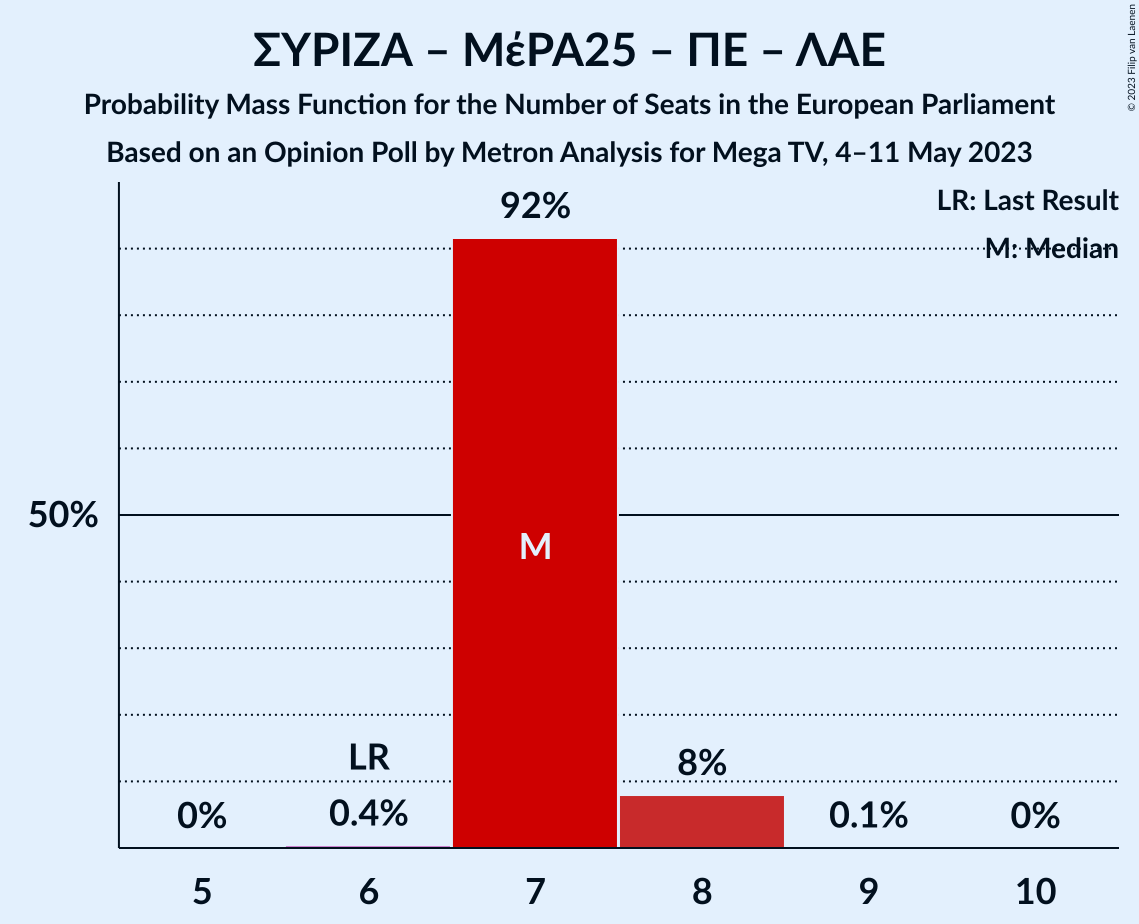 ΣΥΡΙΖΑ – ΜέΡΑ25 – ΠΕ – ΛΑΕ
Probability Mass Function for the Number of Seats in the European Parliament
Based on an Opinion Poll by Metron Analysis for Mega TV, 4–11 May 2023
© 2023 Filip van Laenen
LR: Last Result
M: Median
92%
50%
M
LR
8%
0%
0.4%
0.1%
0%
5
6
7
8
9
10